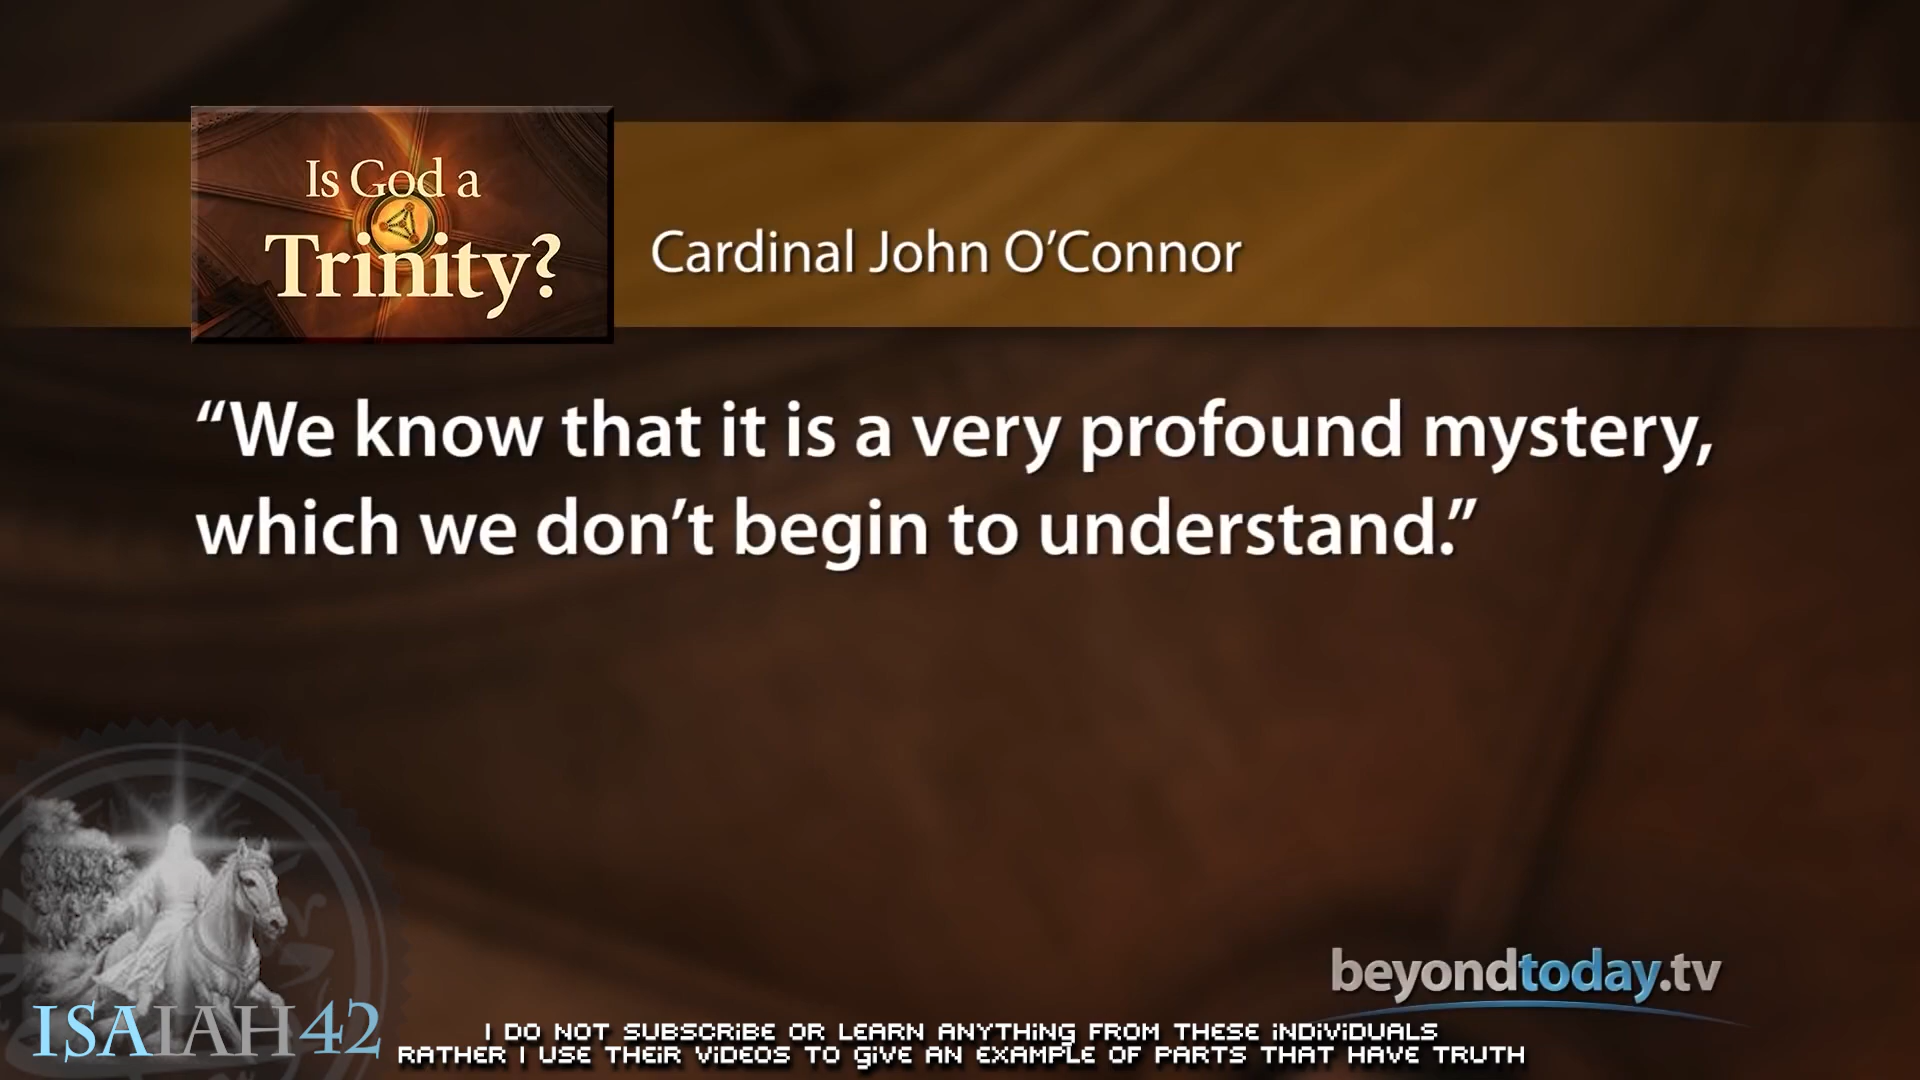 Is God a
Trinity?
Cardinal John O’Connor
“We know that it is a very profound mystery,
which we don’t begin to understand.”
beyondtoday.tv
ISAIAH 42
I DO NOT SUBSCRiBE OR LEARN ANYTHiNg FROM THESE iNDiViDUALS
RATHER I USE THEiR ViDEOS TO GiVE AN EXAMPLE OF PARTS THAT HAVE TRUTH